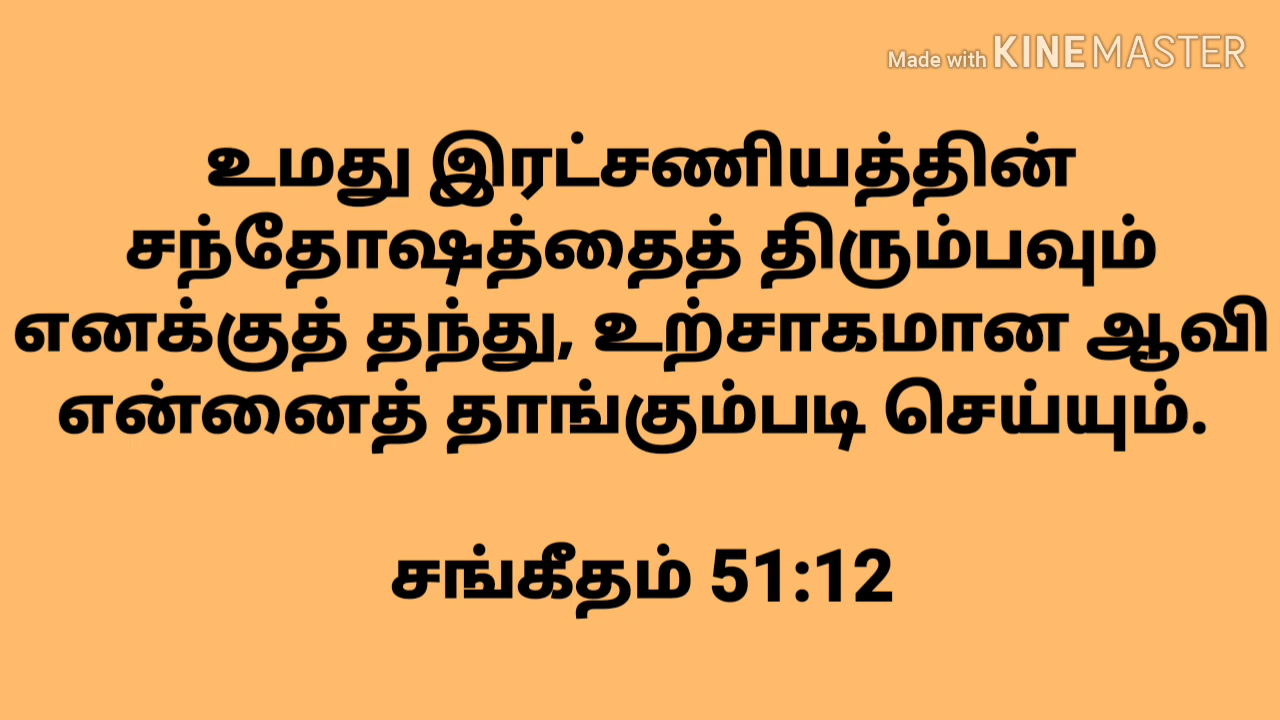 Made with KINEMASTER
உமது இரட்சணியத்தின்
சந்தோஷத்தைத் திரும்பவும்
எனக்குத் தந்து, உற்சாகமான ஆவி
என்னைத் தாங்கும்படி செய்யும்.
சங்கீதம் 51:12